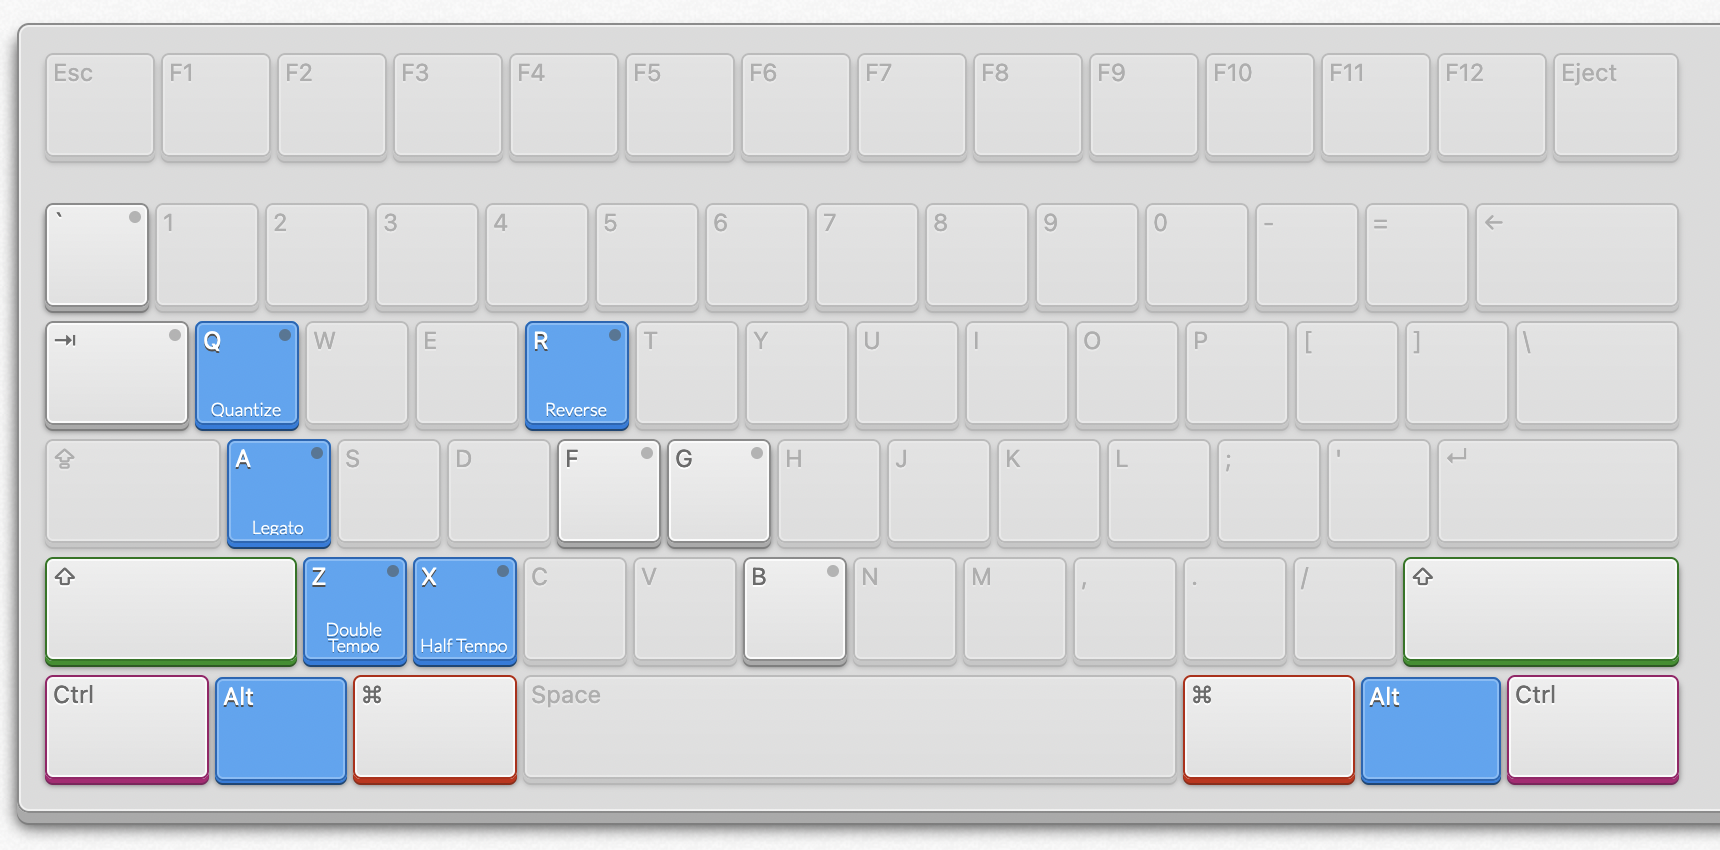 Esc F1 F2 F3 F4 F5 F6 F7 F8 F9 F10 F11 F12 Eject
` 1 2 3 4 5 6 7 8 9 0 - = ←
⇥ Q W E R T Y U I O P [ ] \
Quantize Reverse
⇪ A S D F G H J K L ; ' ↵
Legato
⇧ Z X C V B N M , . / ⇧
Double
Tempo Half Tempo
Ctrl Alt ⌘ Space ⌘ Alt Ctrl